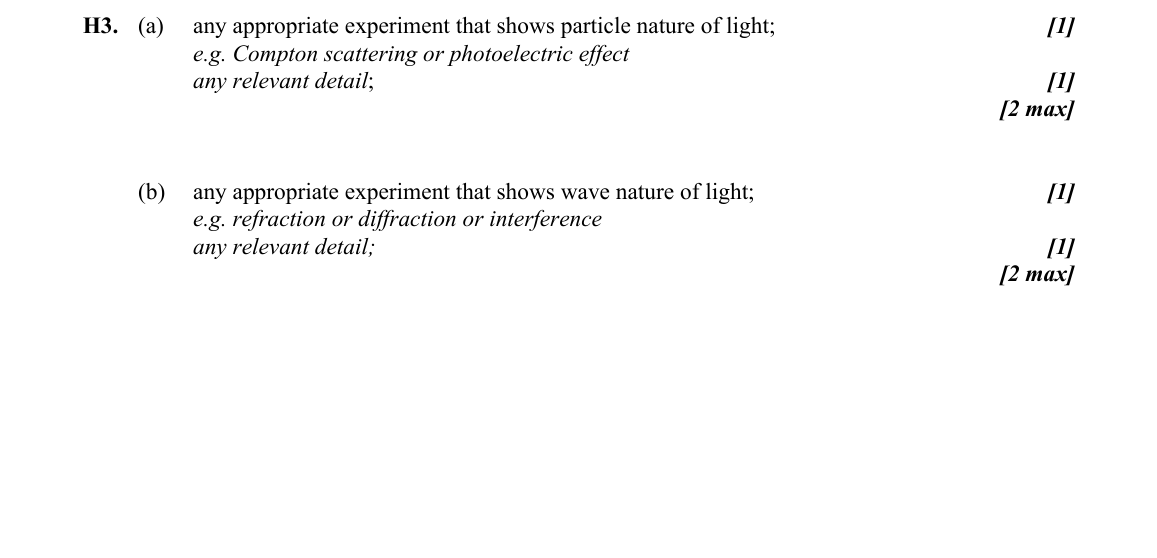 H3. (a) any appropriate experiment that shows particle nature of light; [1]
e.g. Compton scattering or photoelectric effect
any relevant detail; [1]
[2 max]
(b) any appropriate experiment that shows wave nature of light; [1]
e.g. refraction or diffraction or interference
any relevant detail; [1]
[2 max]